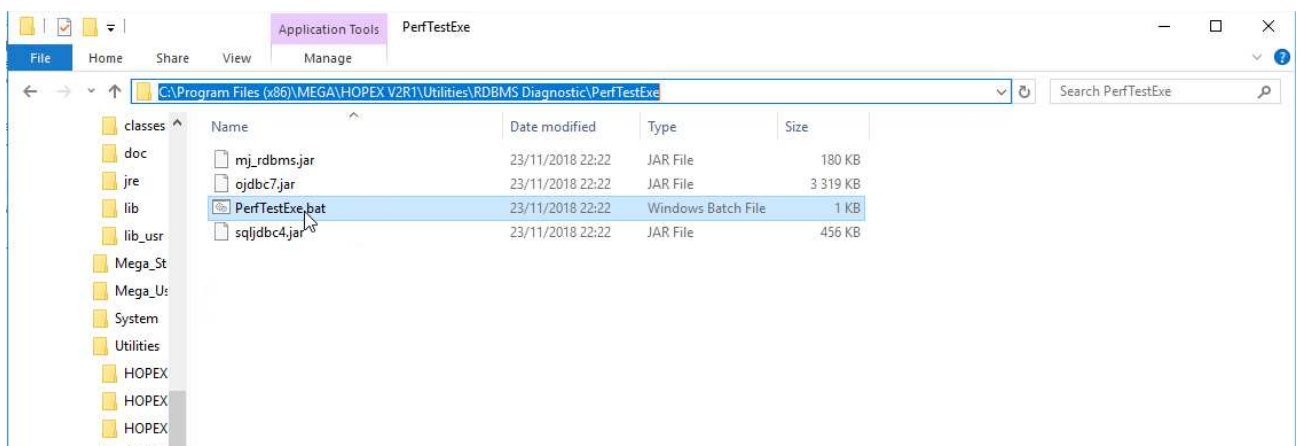 Application Tools PerfTestExe
File Home Share View Manage
C:\Program Files (x86)\MEGA\HOPEX V2R1\Utilities\RDBMS Diagnostic\PerfTestExe Search PerfTestExe
classes Name Date modified Type Size
doc mj_rdbms.jar 23/11/2018 22:22 JAR File 180 KB
jre ojdbc7.jar 23/11/2018 22:22 JAR File 3 319 KB
lib PerfTestExe.bat 23/11/2018 22:22 Windows Batch File 1 KB
lib_usr sqljdbc4.jar 23/11/2018 22:22 JAR File 456 KB
Mega_St
Mega_Us
System
Utilities
HOPEX
HOPEX
HOPEX